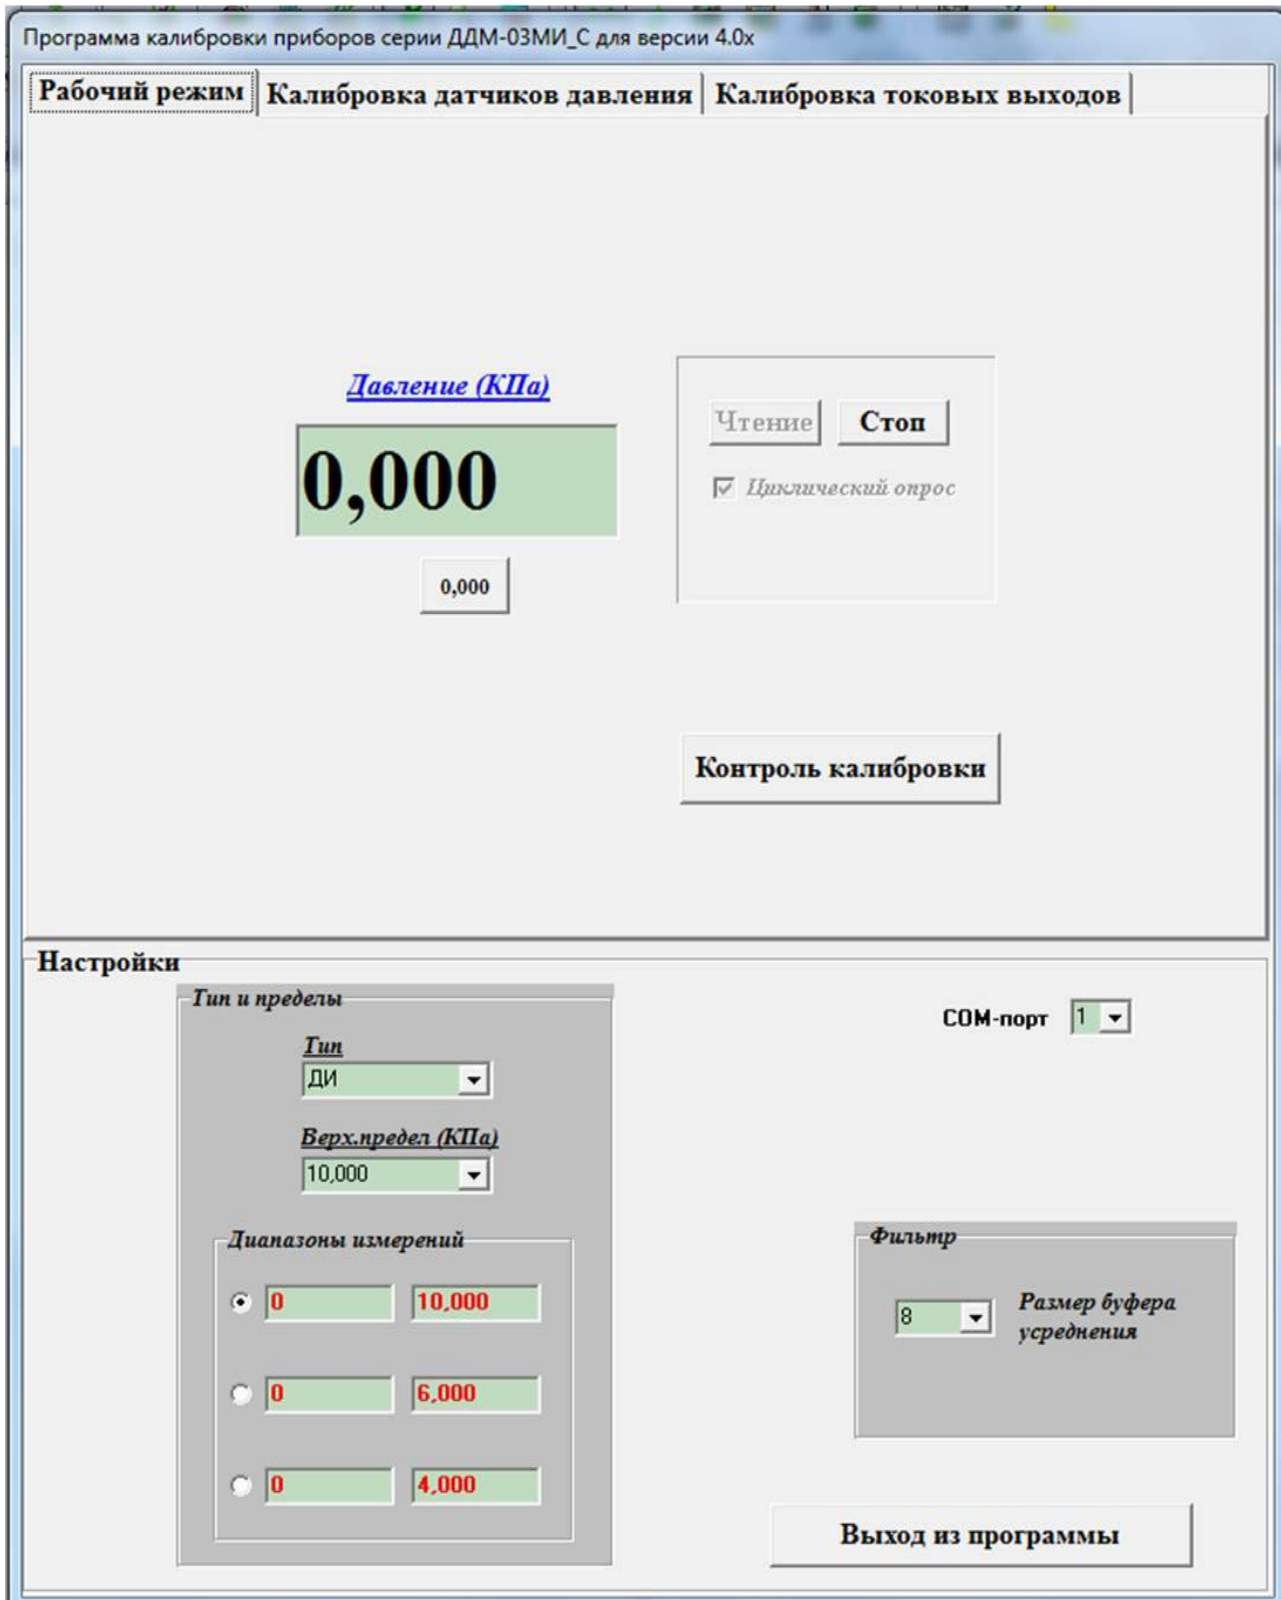 Программа калибровки приборов серии ДДМ-03МИ_С для версии 4.0x
Рабочий режим Калибровка датчиков давления Калибровка токовых выходов
Давление (КПа)
Чтение Стоп
0,000
Циклический опрос
0,000
Контроль калибровки
Настройки
Тип и пределы
COM-порт 1
Тип
ДИ
Верх.предел (КПа)
10,000
Диапазоны измерений
0 10,000
0 6,000
0 4,000
Фильтр
8
Размер буфера
усреднения
Выход из программы